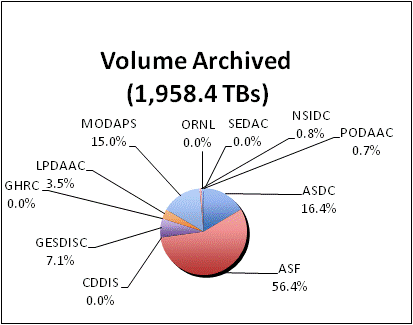 Volume Archived
(1,958.4 TBs)
MODAPS
15.0%
ORNL
0.0%
SEDAC
0.0%
NSIDC
0.8%
PODAAC
0.7%
LPDAAC
3.5%
GHRC
0.0%
ASDC
16.4%
GESDISC
7.1%
CDDIS
0.0%
ASF
56.4%